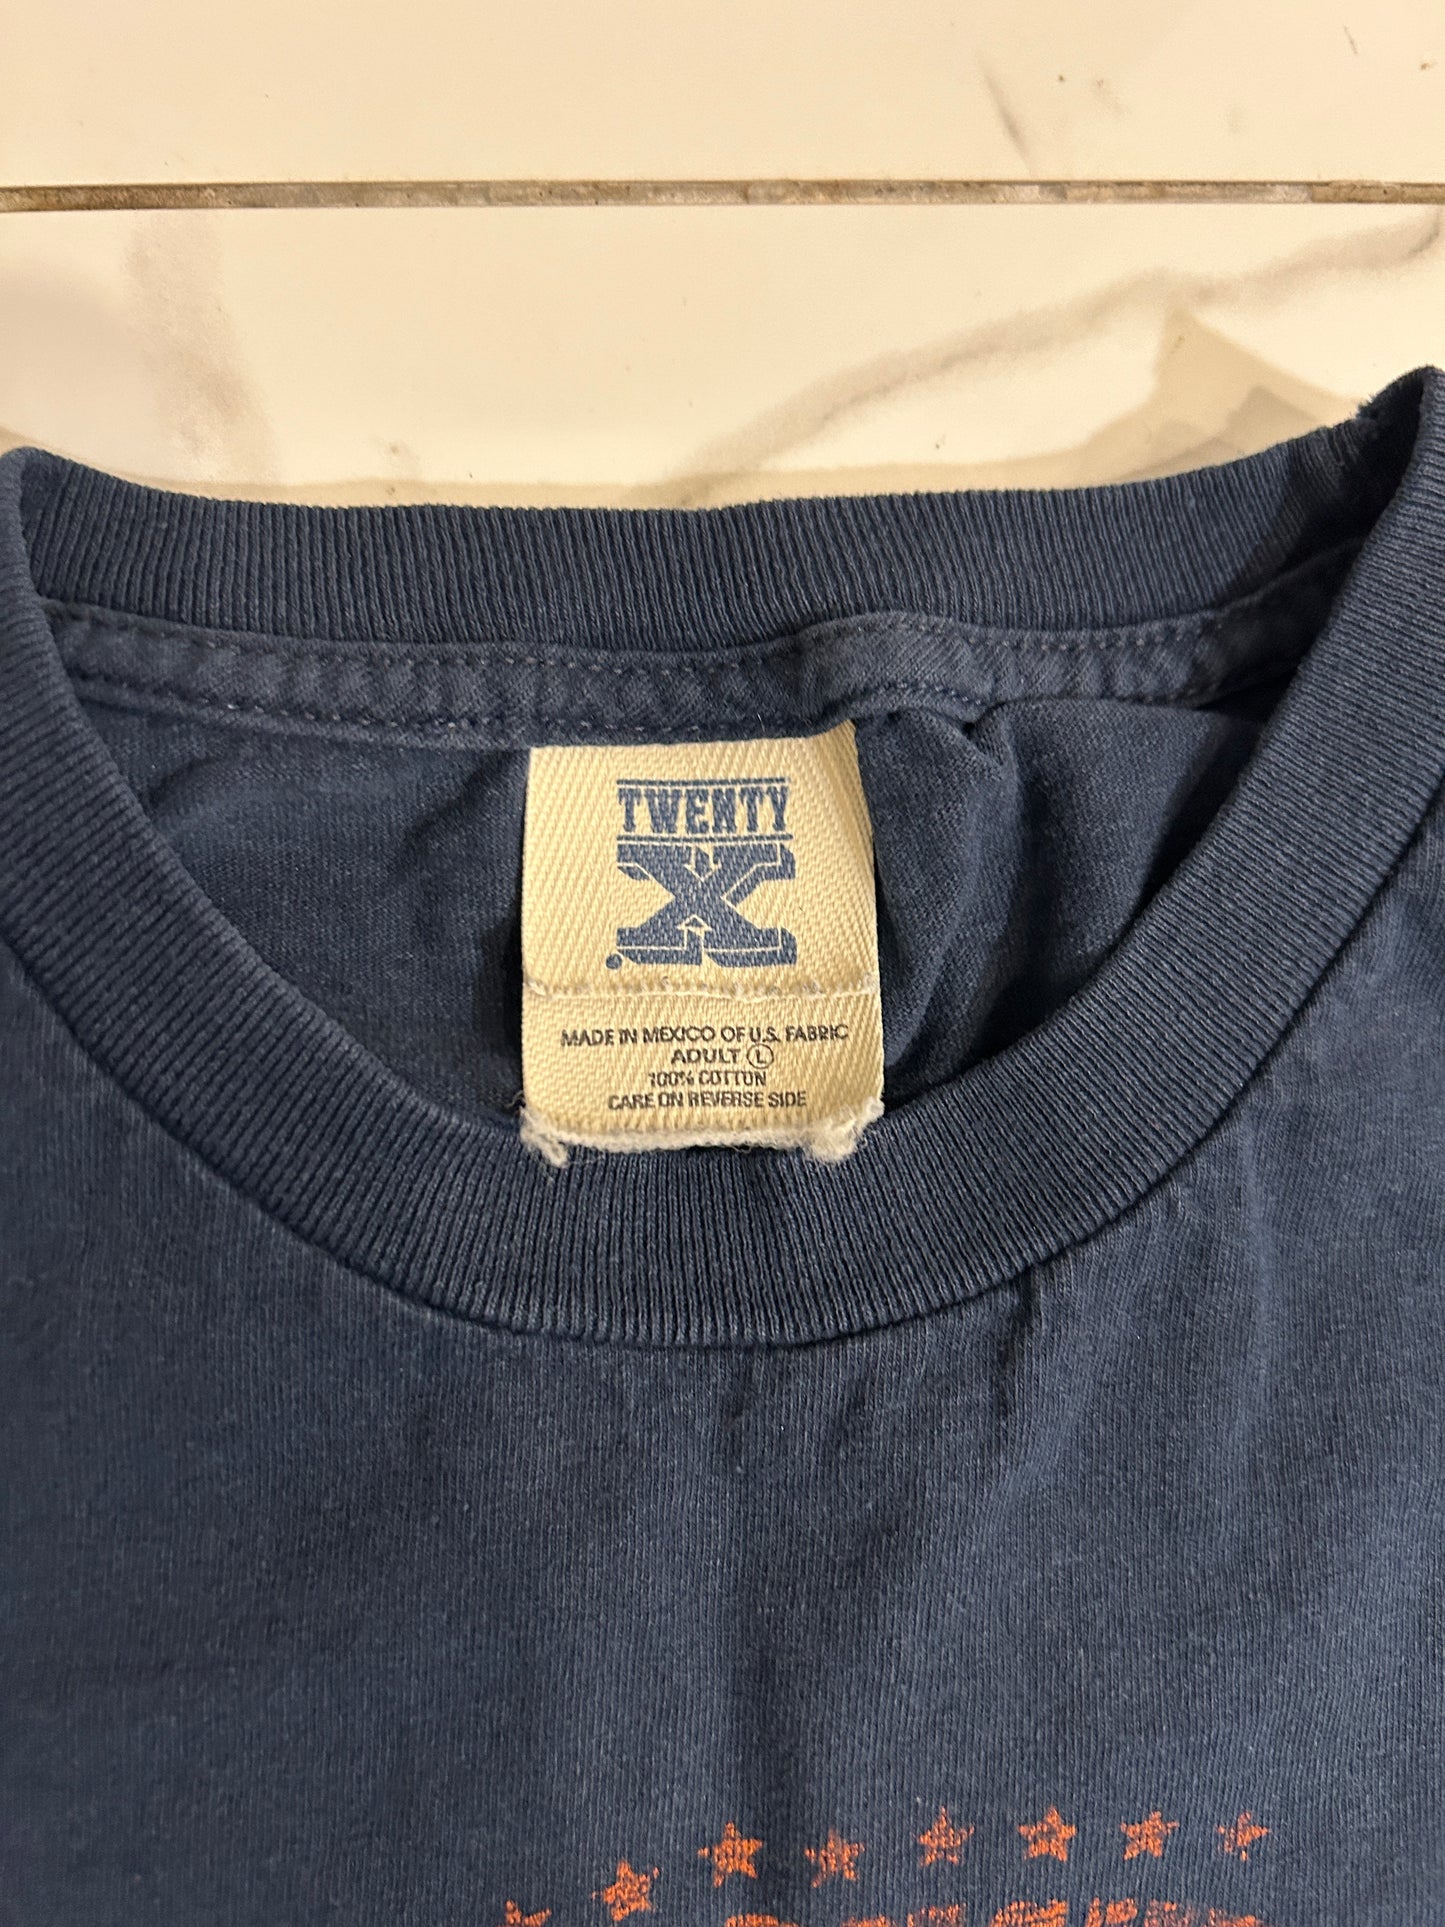 TWENTY
X
MADE IN MEXICO OF U.S. FABRIC
ADULT L
100% COTTON
CARE ON REVERSE SIDE